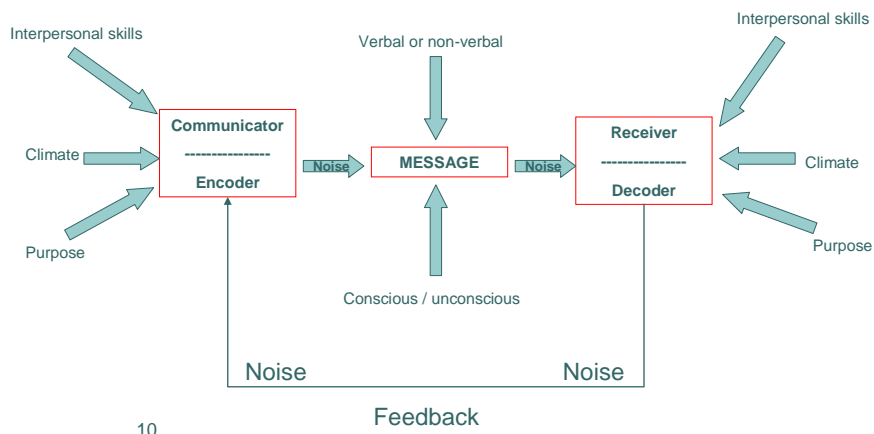 Interpersonal skills
Verbal or non-verbal
Interpersonal skills
Communicator
----------------
Encoder
Climate
Purpose
Noise
MESSAGE
Noise
Receiver
----------------
Decoder
Climate
Purpose
Conscious / unconscious
Noise
Noise
Feedback
10